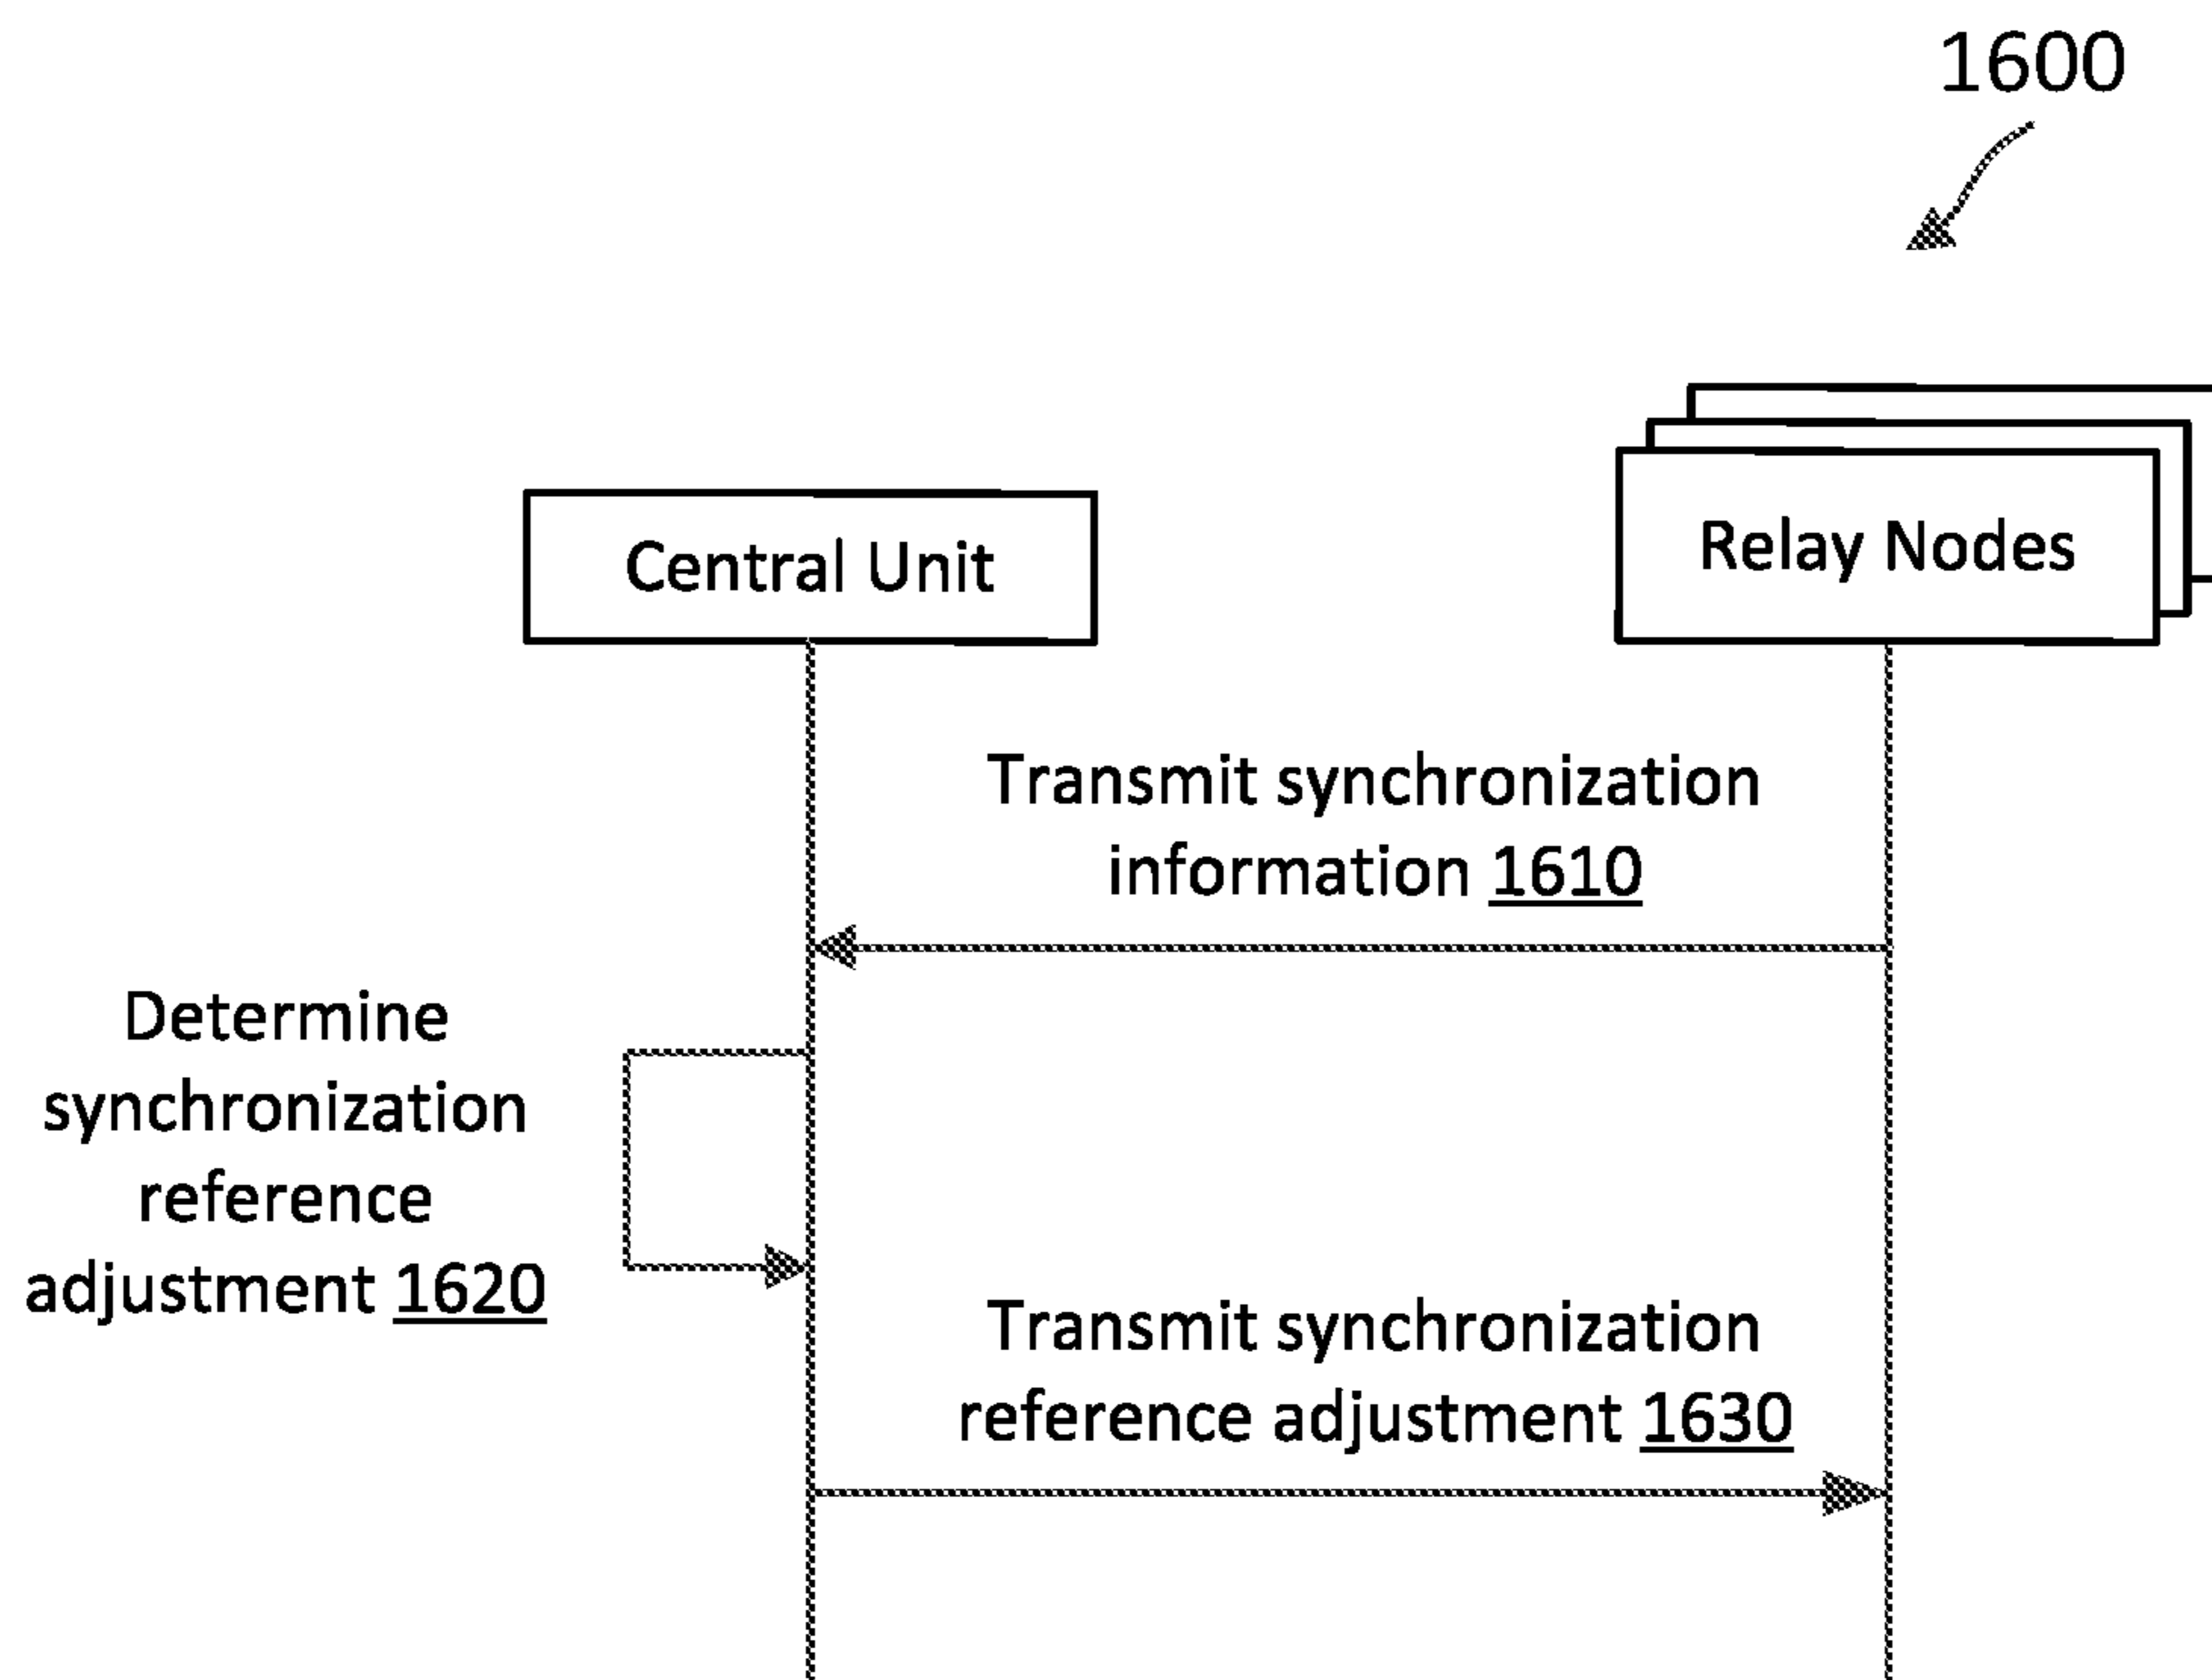 1600
Central Unit
Relay Nodes
Transmit synchronization
information 1610
Determine
synchronization
reference
adjustment 1620
Transmit synchronization
reference adjustment 1630